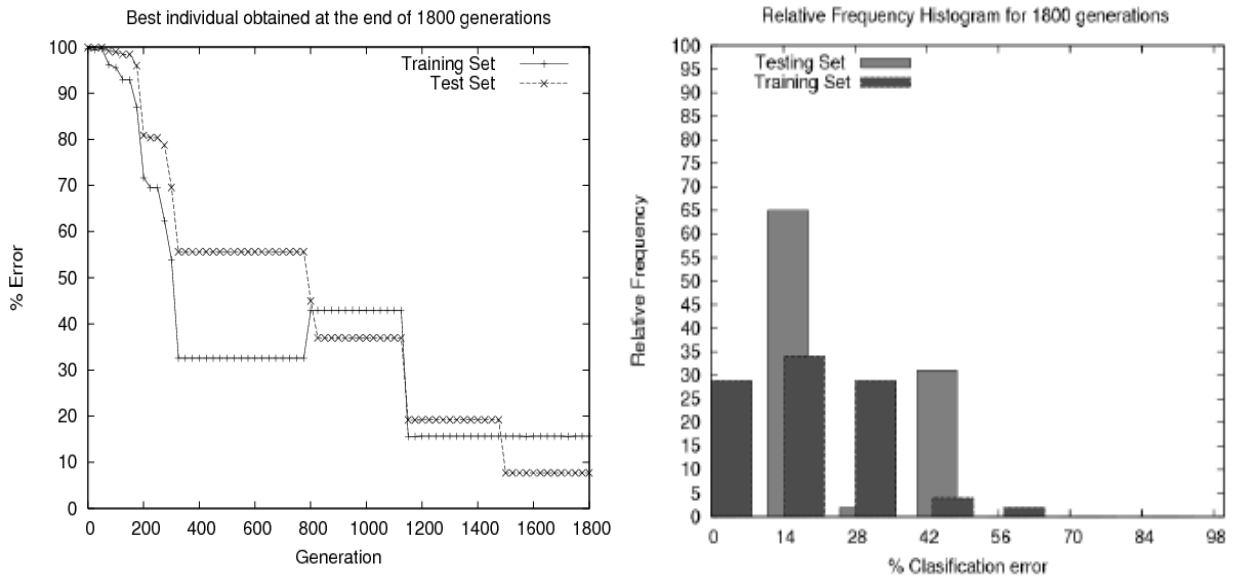 Best individual obtained at the end of 1800 generations
100
90
80
70
60
50
40
30
20
10
0
% Error
Training Set
Test Set
0 200 400 600 800 1000 1200 1400 1600 1800
Generation
Relative Frequency Histogram for 1800 generations
100
95
90
85
80
75
70
65
60
55
50
45
40
35
30
25
20
15
10
5
0
Relative Frequency
Testing Set
Training Set
0 14 28 42 56 70 84 98
% Clasification error